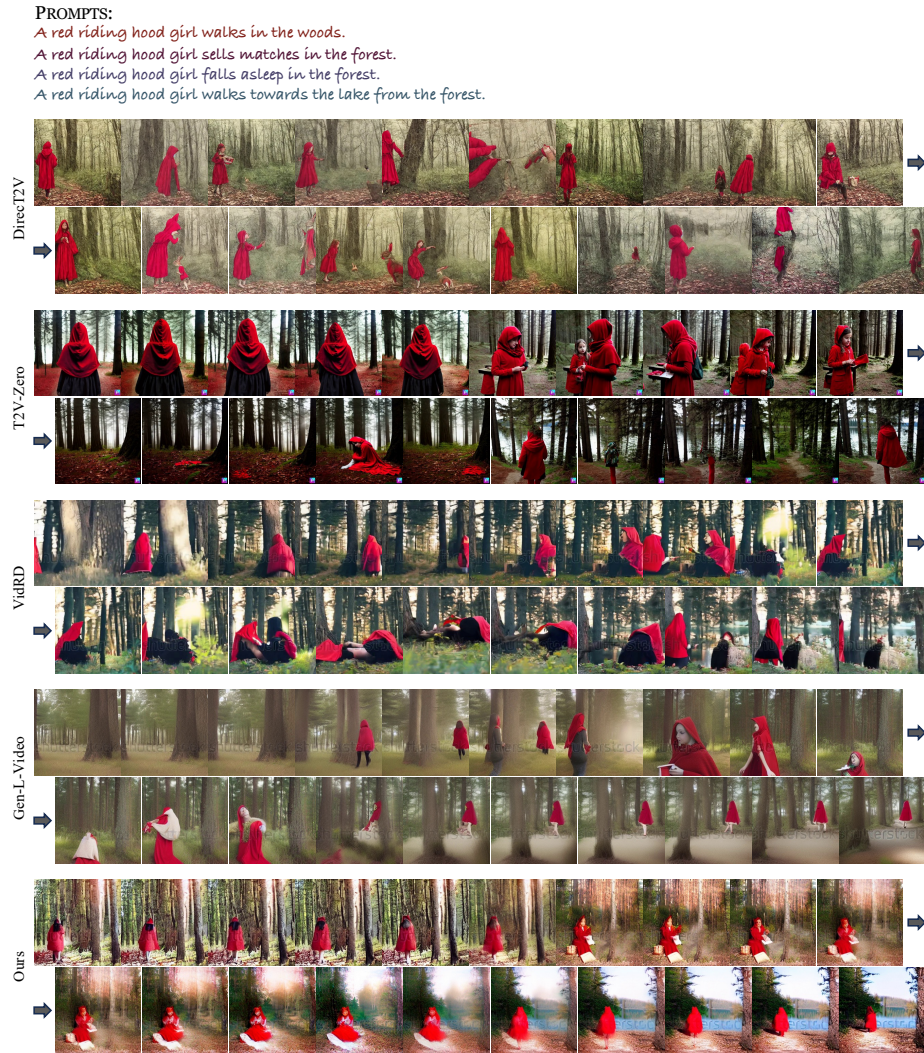 PROMPTS:
A red riding hood girl walks in the woods.
A red riding hood girl sells matches in the forest.
A red riding hood girl falls asleep in the forest.
A red riding hood girl walks towards the lake from the forest.
DirecT2V
T2V-Zero
VidRD
Gen-L-Video
Ours